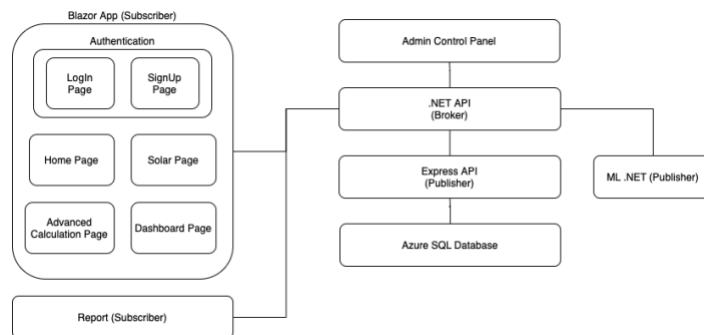 Blazor App (Subscriber)
Authentication
LogIn
Page
SignUp
Page
Home Page
Solar Page
Advanced
Calculation Page
Dashboard Page
Report (Subscriber)
Admin Control Panel
.NET API
(Broker)
Express API
(Publisher)
Azure SQL Database
ML .NET (Publisher)